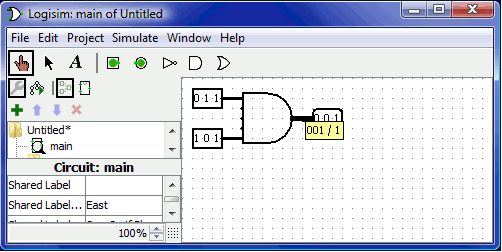 Logisim: main of Untitled
File Edit Project Simulate Window Help
A
Untitled*
main
Circuit: main
Shared Label
Shared Label... East
100%
0 1 1
1 0 1
0 0 1
001 / 1